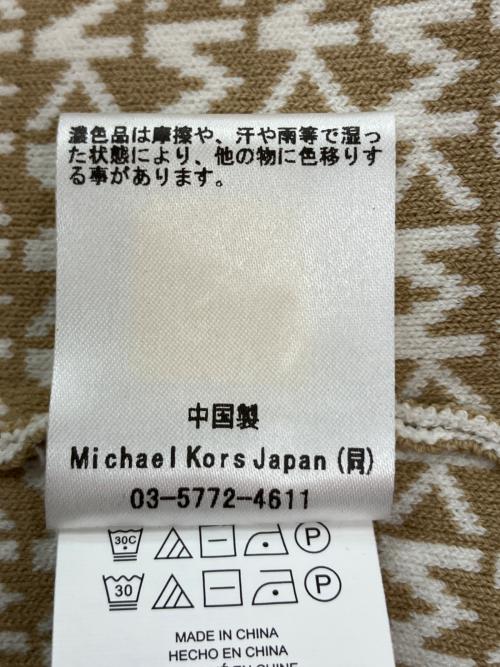 濃色品は摩擦や、汗や雨等で湿っ
た状態により、他の物に色移りす
る事があります。
中国製
Michael Kors Japan (同)
03-5772-4611
30C P
30 P
MADE IN CHINA
HECHO EN CHINA